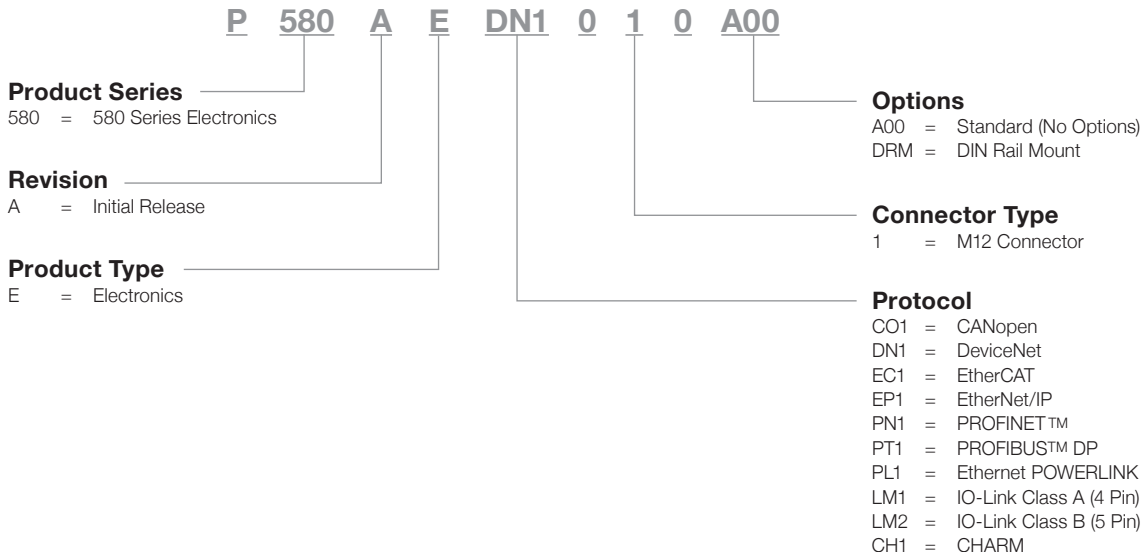 P 580 A E DN1 0 1 0 A00
Product Series
580 = 580 Series Electronics
Revision
A = Initial Release
Product Type
E = Electronics
Options
A00 = Standard (No Options)
DRM = DIN Rail Mount
Connector Type
1 = M12 Connector
Protocol
CO1 = CANopen
DN1 = DeviceNet
EC1 = EtherCAT
EP1 = EtherNet/IP
PN1 = PROFINET™
PT1 = PROFIBUS™ DP
PL1 = Ethernet POWERLINK
LM1 = IO-Link Class A (4 Pin)
LM2 = IO-Link Class B (5 Pin)
CH1 = CHARM